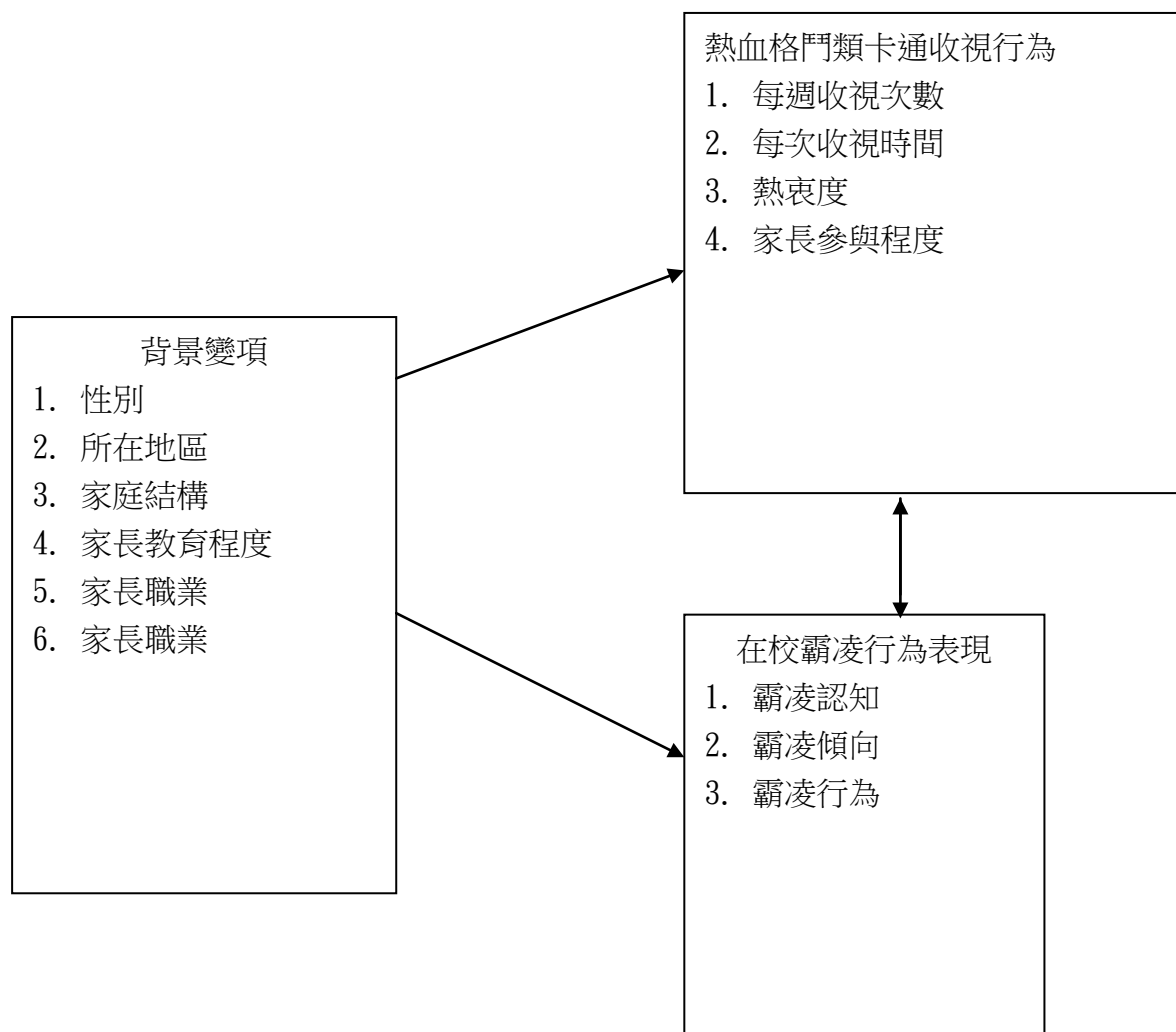 熱血格鬥類卡通收視行為
1. 每週收視次數
2. 每次收視時間
3. 熱衷度
4. 家長參與程度
背景變項
1. 性別
2. 所在地區
3. 家庭結構
4. 家長教育程度
5. 家長職業
6. 家長職業
在校霸凌行為表現
1. 霸凌認知
2. 霸凌傾向
3. 霸凌行為